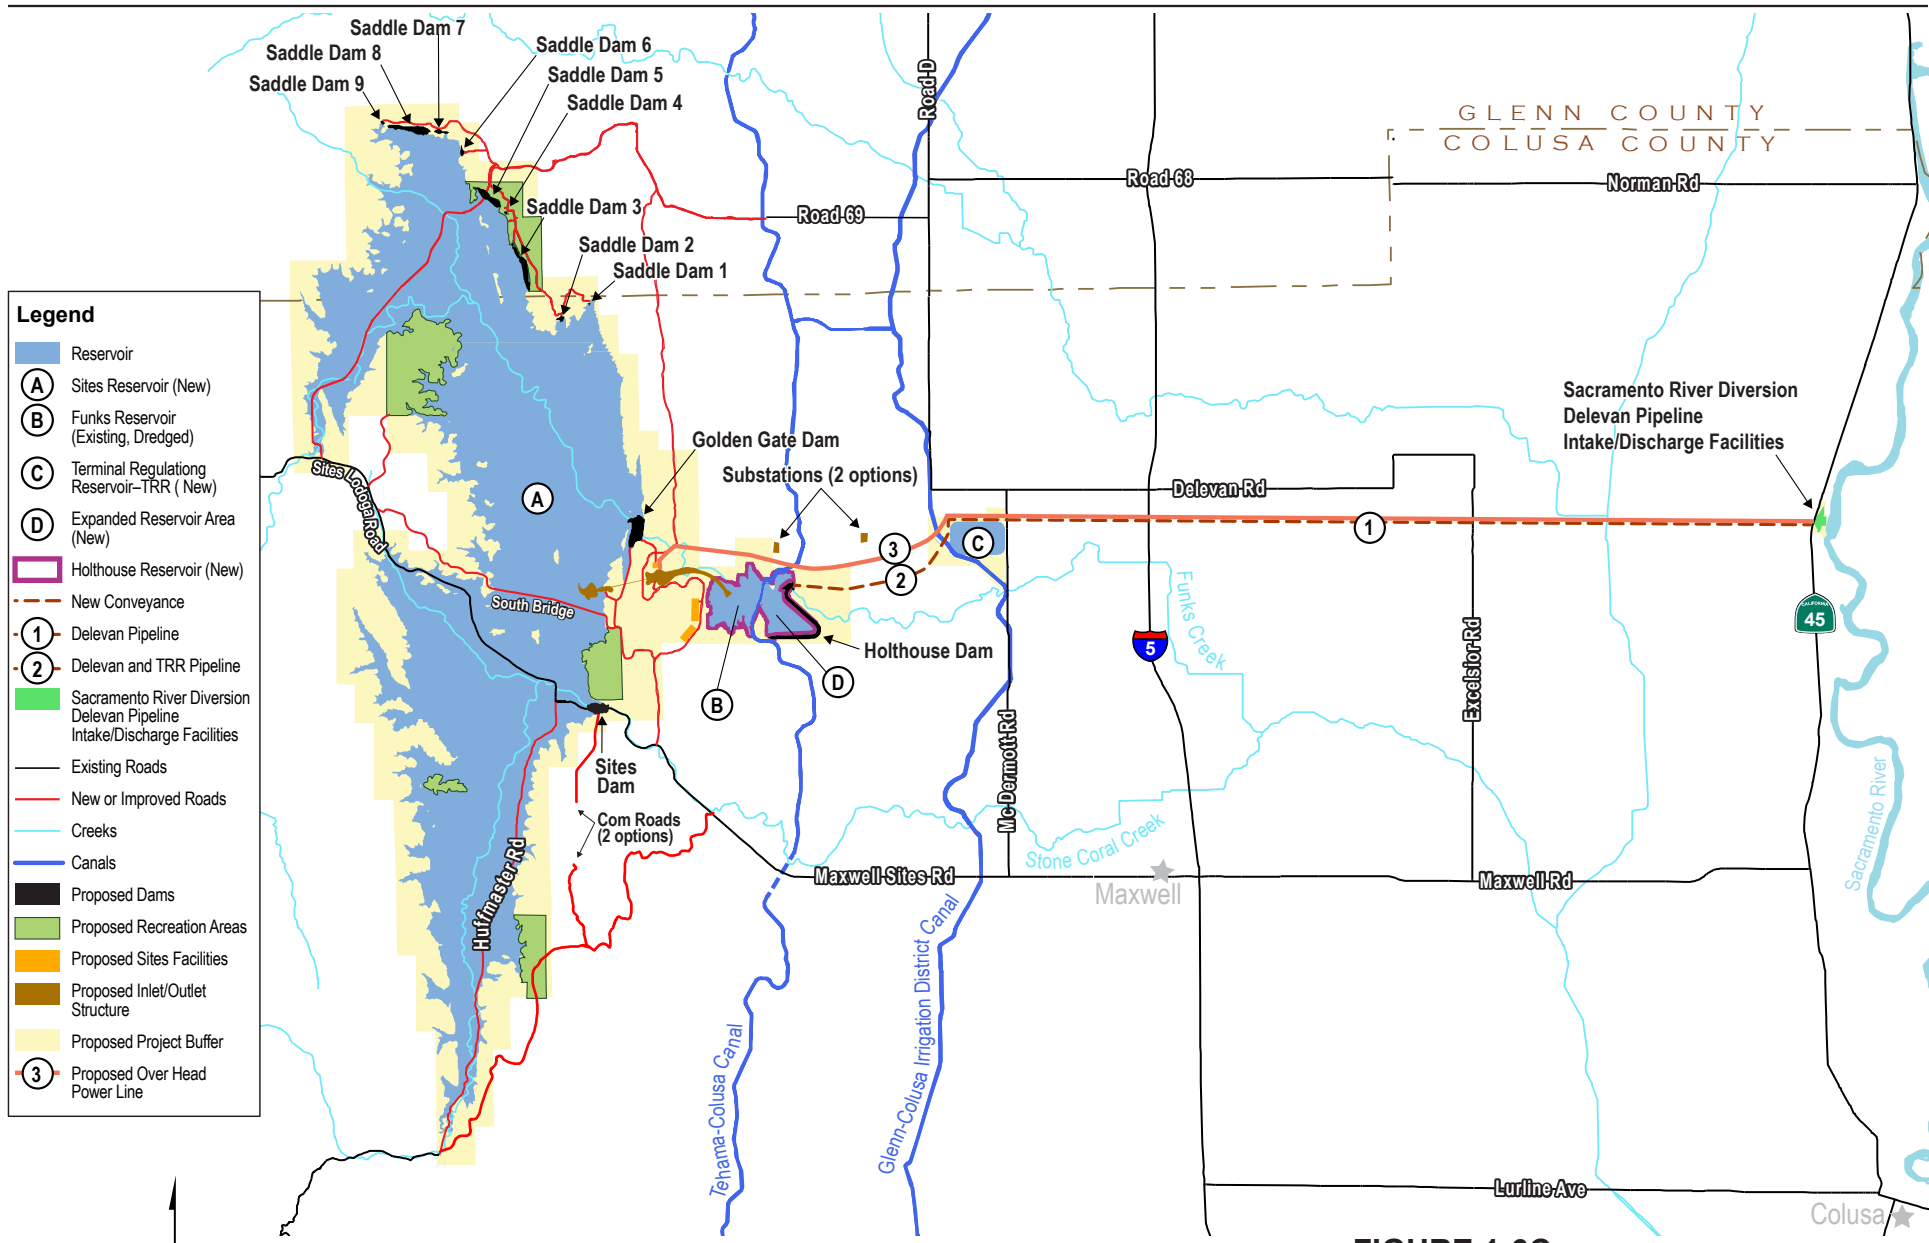 Saddle Dam 7
Saddle Dam 8
Saddle Dam 9
Saddle Dam 6
Saddle Dam 5
Saddle Dam 4
Saddle Dam 3
Saddle Dam 2
Saddle Dam 1
Road D
GLENN COUNTY
COLUSA COUNTY
Road 68
Norman Rd
Road 69
Legend
Reservoir
A Sites Reservoir (New)
B Funks Reservoir
(Existing, Dredged)
C Terminal Regulationg
Reservoir–TRR ( New)
D Expanded Reservoir Area
(New)
Holthouse Reservoir (New)
New Conveyance
1 Delevan Pipeline
2 Delevan and TRR Pipeline
Sacramento River Diversion
Delevan Pipeline
Intake/Discharge Facilities
Existing Roads
New or Improved Roads
Creeks
Canals
Proposed Dams
Proposed Recreation Areas
Proposed Sites Facilities
Proposed Inlet/Outlet
Structure
Proposed Project Buffer
3 Proposed Over Head
Power Line
Sacramento River Diversion
Delevan Pipeline
Intake/Discharge Facilities
Golden Gate Dam
Substations (2 options)
Sites Lodoga Road
A
Delevan Rd
1
C
3
2
South Bridge
Funks Creek
CALIFORNIA
45
5
Holthouse Dam
D
B
Excelsior Rd
Mc Dermott Rd
Sites
Dam
Com Roads
(2 options)
Huffmaster Rd
Stone Coral Creek
Maxwell Sites Rd
Maxwell
Maxwell Rd
Sacramento River
Tehama-Colusa Canal
Glenn-Colusa Irrigation District Canal
Lurline Ave
Colusa